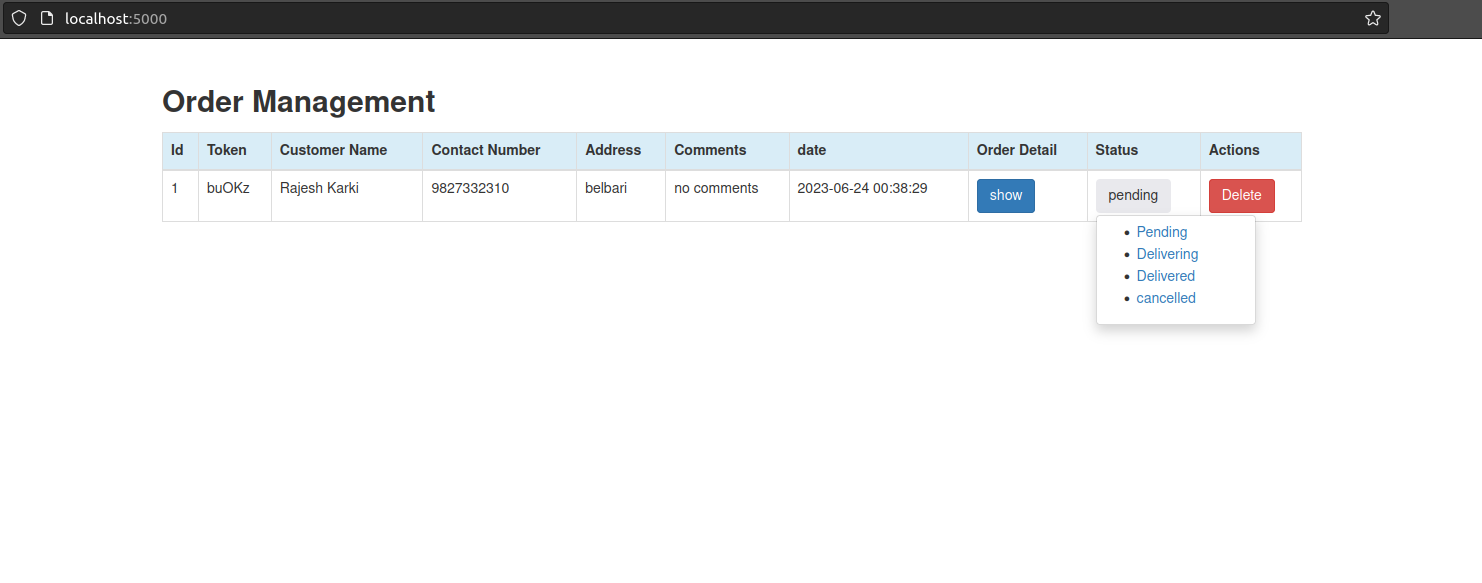 localhost:5000
Order Management
Id Token Customer Name Contact Number Address Comments date Order Detail Status Actions
1 buOKz Rajesh Karki 9827332310 belbari no comments 2023-06-24 00:38:29 show pending Delete
Pending
Delivering
Delivered
cancelled